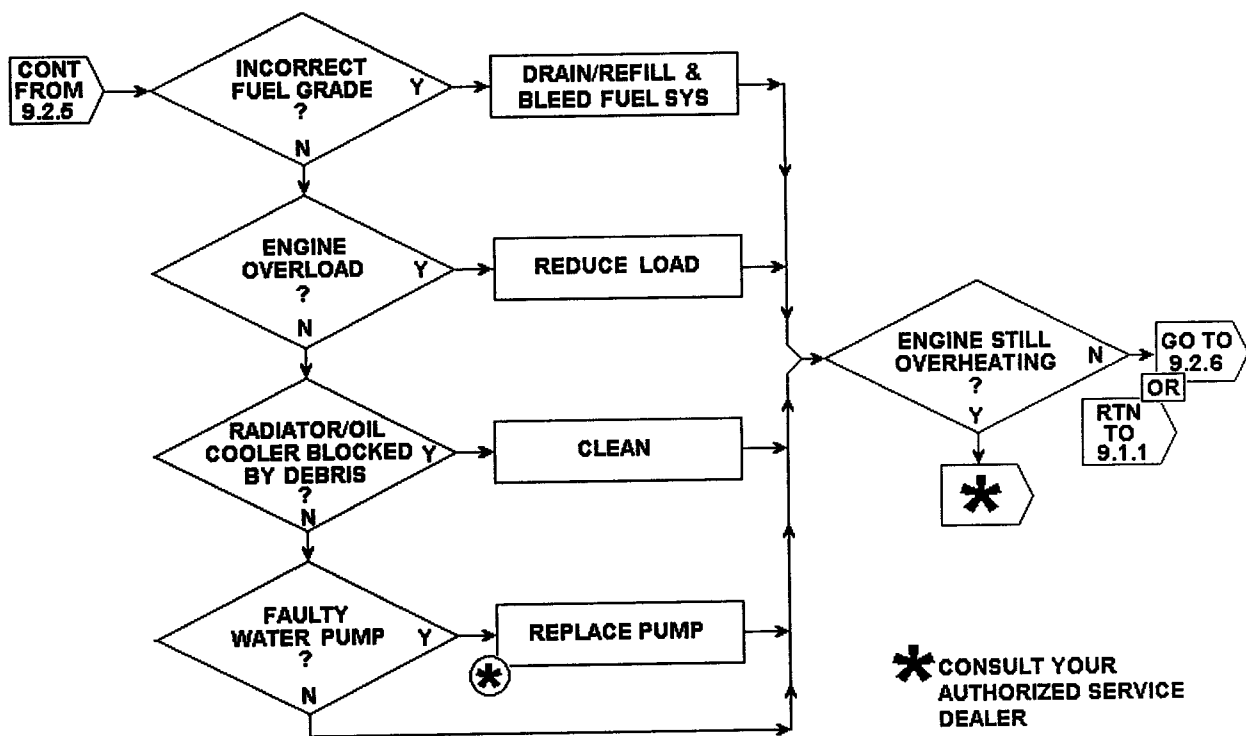 CONT
FROM
9.2.5
INCORRECT
FUEL GRADE
?
Y
N
DRAIN/REFILL &
BLEED FUEL SYS
ENGINE
OVERLOAD
?
Y
N
REDUCE LOAD
RADIATOR/OIL
COOLER BLOCKED
BY DEBRIS
?
Y
N
CLEAN
FAULTY
WATER PUMP
?
Y
N
*
REPLACE PUMP
ENGINE STILL
OVERHEATING
?
N
Y
GO TO
9.2.6
OR
RTN
TO
9.1.1
*
* CONSULT YOUR
AUTHORIZED SERVICE
DEALER